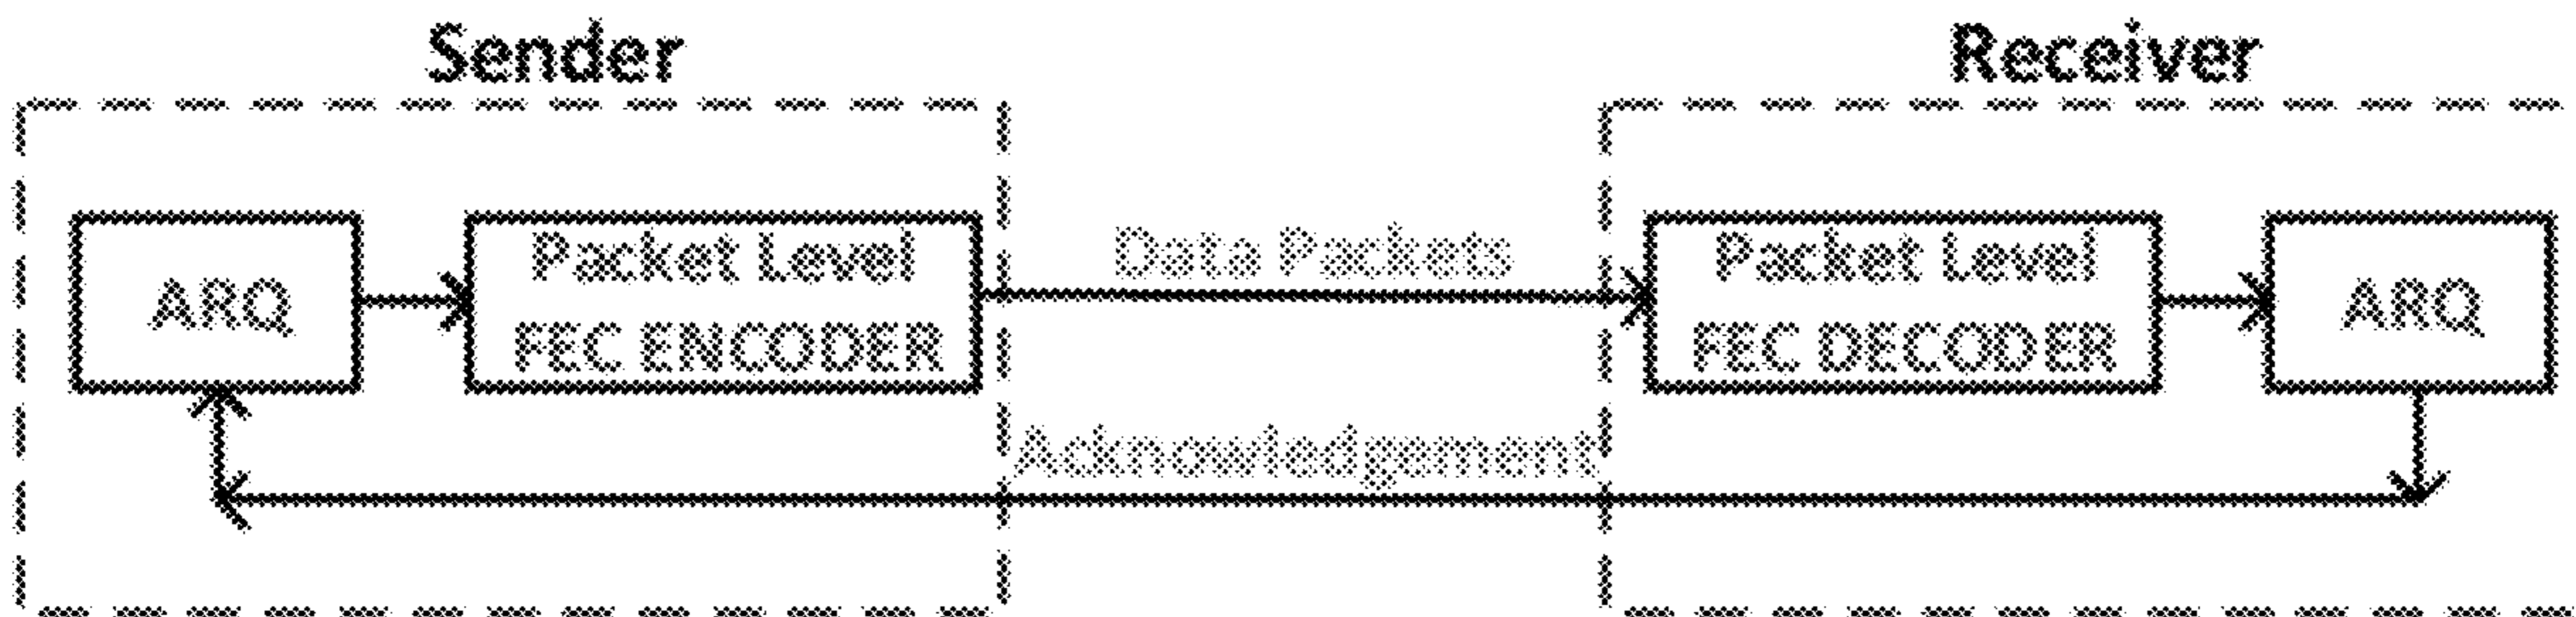 Sender
Receiver
ARQ
Packet Level
FEC ENCODER
Data Packets
Packet Level
FEC DECODER
ARQ
Acknowledgement